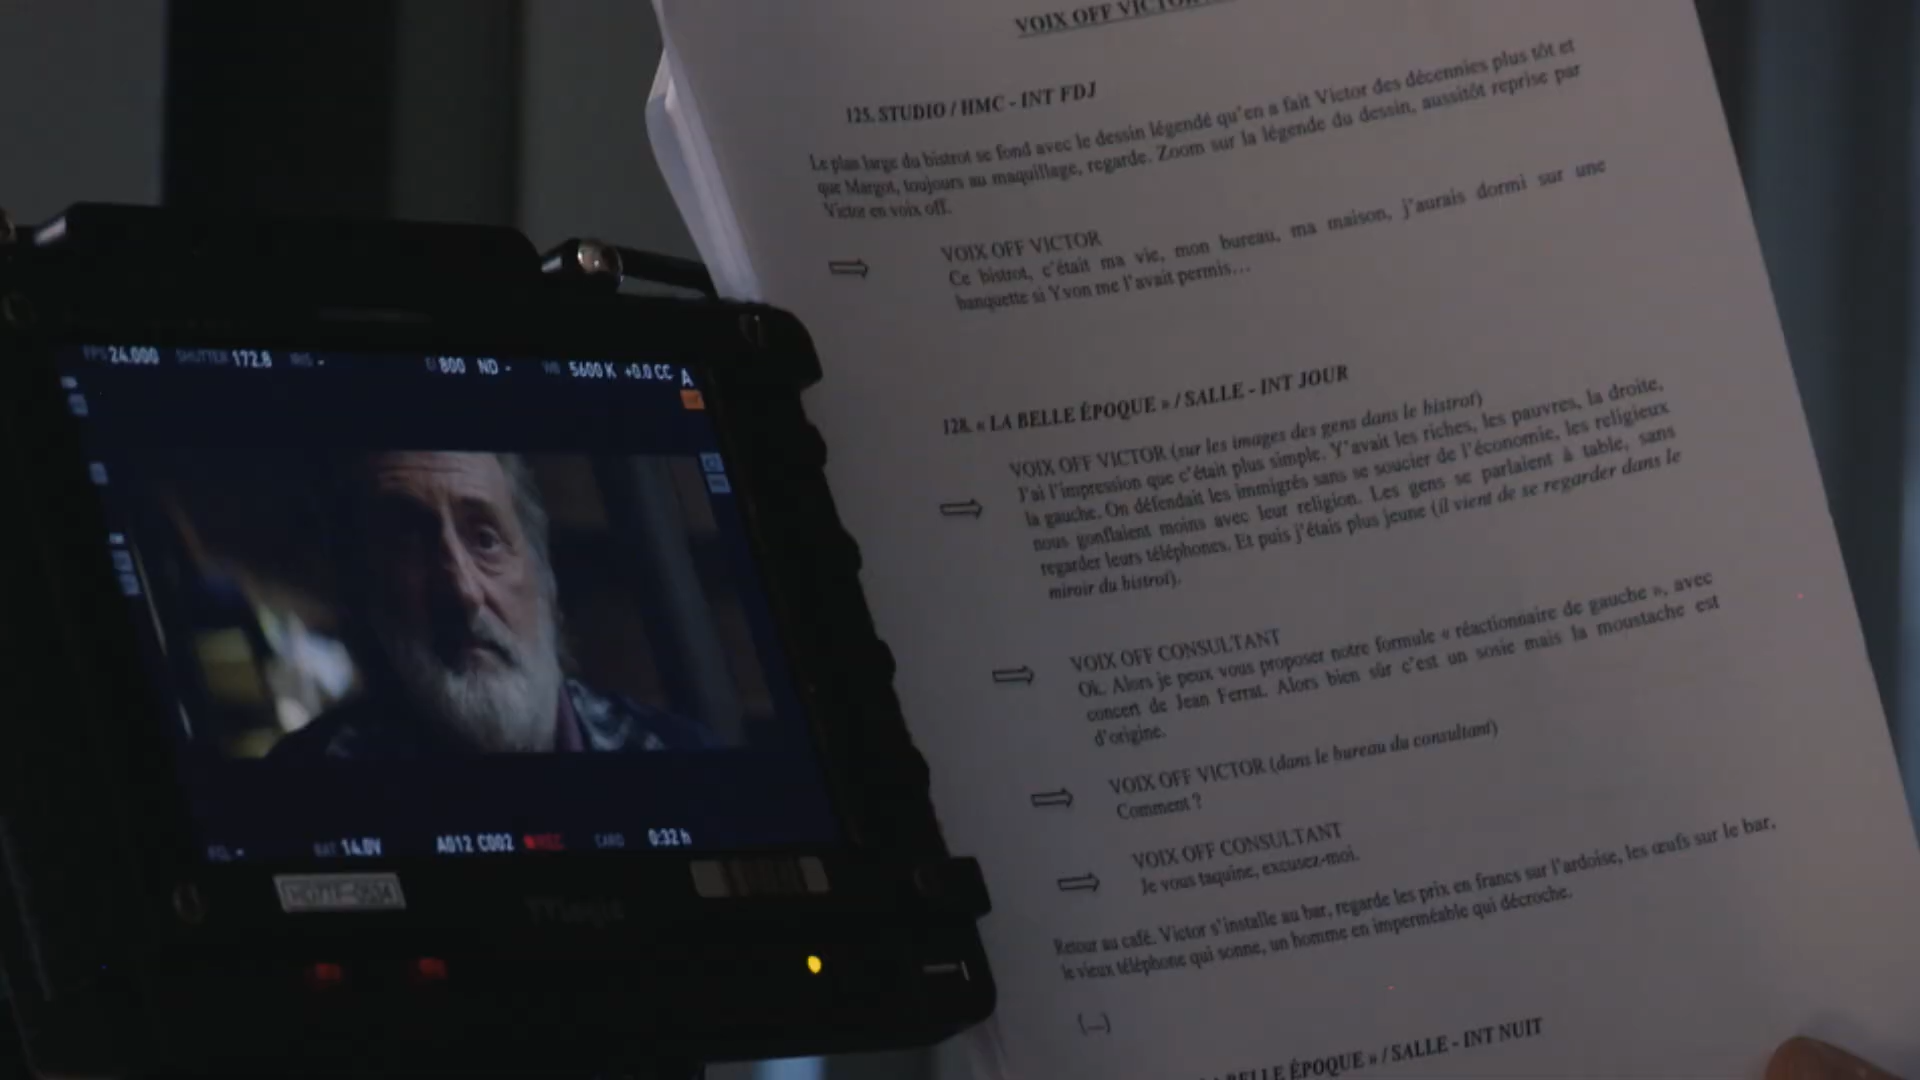 FPS 24.000 SHUTTER 172.8 IRIS - EI 800 ND - WB 5600 K +0.0 CC A
BAT 14.0V A012 C002 REC CARD 0:32 h
VOIX OFF VICTOR
125. STUDIO / HMC - INT FDJ
Le plan large du bistrot se fond avec le dessin légendé qu'en a fait Victor des décennies plus tôt et
que Margot, toujours au maquillage, regarde. Zoom sur la légende du dessin, aussitôt reprise par
Victor en voix off.
VOIX OFF VICTOR
Ce bistrot, c'était ma vie, mon bureau, ma maison, j'aurais dormi sur une
banquette si Yvon me l'avait permis…
128. « LA BELLE ÉPOQUE » / SALLE - INT JOUR
VOIX OFF VICTOR (sur les images des gens dans le bistrot)
J'ai l'impression que c'était plus simple. Y'avait les riches, les pauvres, la droite,
la gauche. On défendait les immigrés sans se soucier de l'économie, les religieux
nous gonflaient moins avec leur religion. Les gens se parlaient à table, sans
regarder leurs téléphones. Et puis j'étais plus jeune (il vient de se regarder dans le
miroir du bistrot).
VOIX OFF CONSULTANT
Ok. Alors je peux vous proposer notre formule « réactionnaire de gauche », avec
concert de Jean Ferrat. Alors bien sûr c'est un sosie mais la moustache est
d'origine.
VOIX OFF VICTOR (dans le bureau du consultant)
Comment ?
VOIX OFF CONSULTANT
Je vous taquine, excusez-moi.
Retour au café. Victor s'installe au bar, regarde les prix en francs sur l'ardoise, les œufs sur le bar,
le vieux téléphone qui sonne, un homme en imperméable qui décroche.
(...)
BELLE ÉPOQUE » / SALLE - INT NUIT